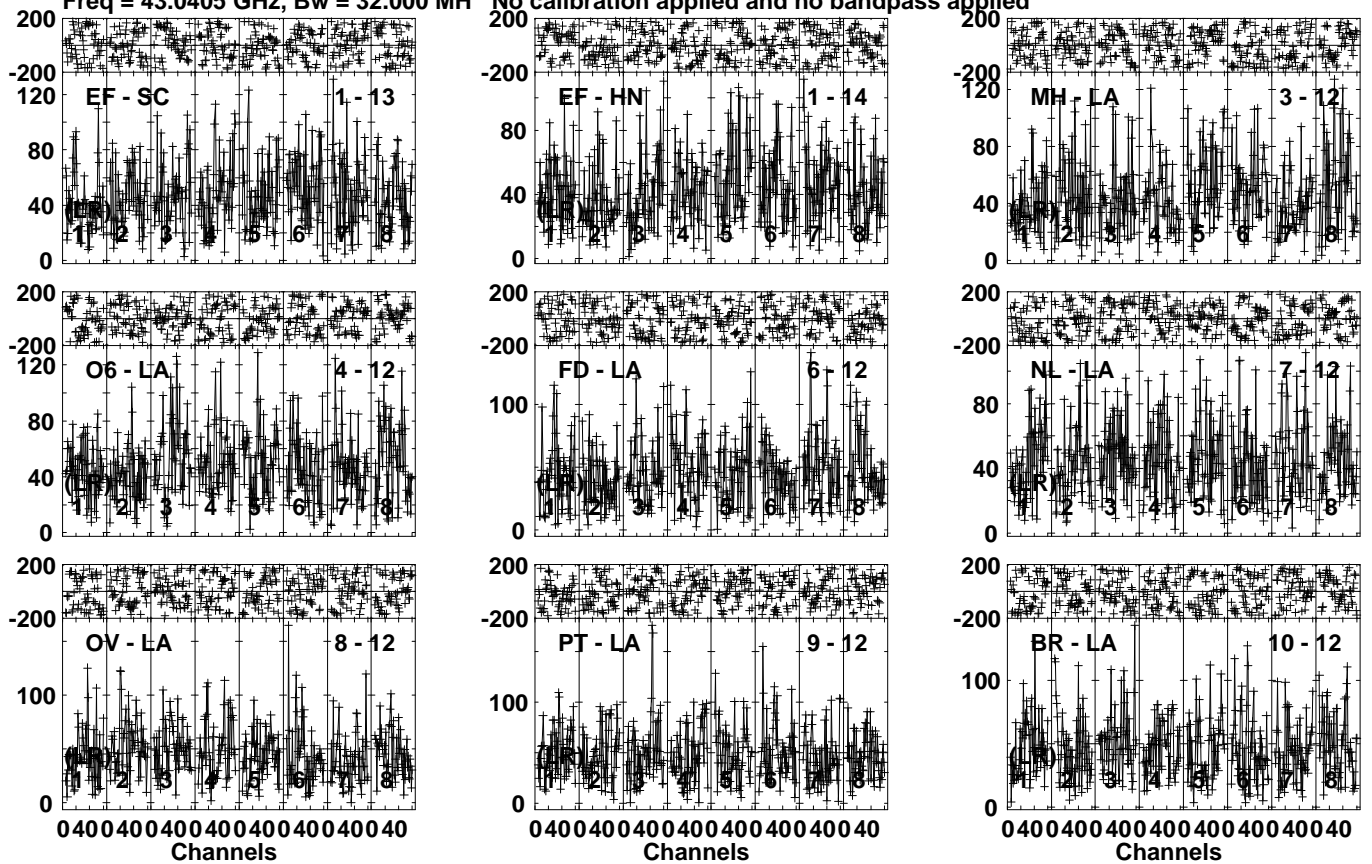 Freq = 43.0405 GHz, Bw = 32.000 MH No calibration applied and no bandpass applied
200
-200
EF - SC 1 - 13
120
80
40
0
(LR)
1 2 3 4 5 6 7 8
200
-200
EF - HN 1 - 14
80
40
0
(LR)
1 2 3 4 5 6 7 8
200
-200
MH - LA 3 - 12
120
80
40
0
(LR)
1 2 3 4 5 6 7 8
200
-200
O6 - LA 4 - 12
120
80
40
0
(LR)
1 2 3 4 5 6 7 8
200
-200
FD - LA 6 - 12
100
0
(LR)
1 2 3 4 5 6 7 8
200
-200
NL - LA 7 - 12
80
40
0
(LR)
1 2 3 4 5 6 7 8
200
-200
OV - LA 8 - 12
100
0
(LR)
1 2 3 4 5 6 7 8
0 40 0 40 0 40 0 40 0 40 0 40 0 40 0 40
Channels
200
-200
PT - LA 9 - 12
100
0
(LR)
1 2 3 4 5 6 7 8
0 40 0 40 0 40 0 40 0 40 0 40 0 40 0 40
Channels
200
-200
BR - LA 10 - 12
100
0
(LR)
1 2 3 4 5 6 7 8
0 40 0 40 0 40 0 40 0 40 0 40 0 40 0 40
Channels